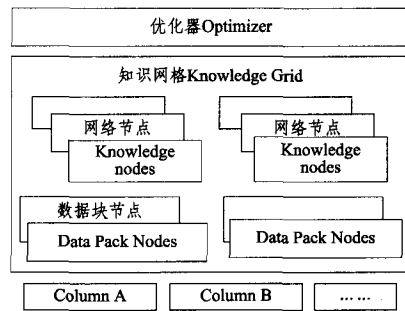 优化器Optimizer
知识网格Knowledge Grid
网络节点
Knowledge
nodes
网络节点
Knowledge
nodes
数据块节点
Data Pack Nodes
Data Pack Nodes
Column A
Column B
……